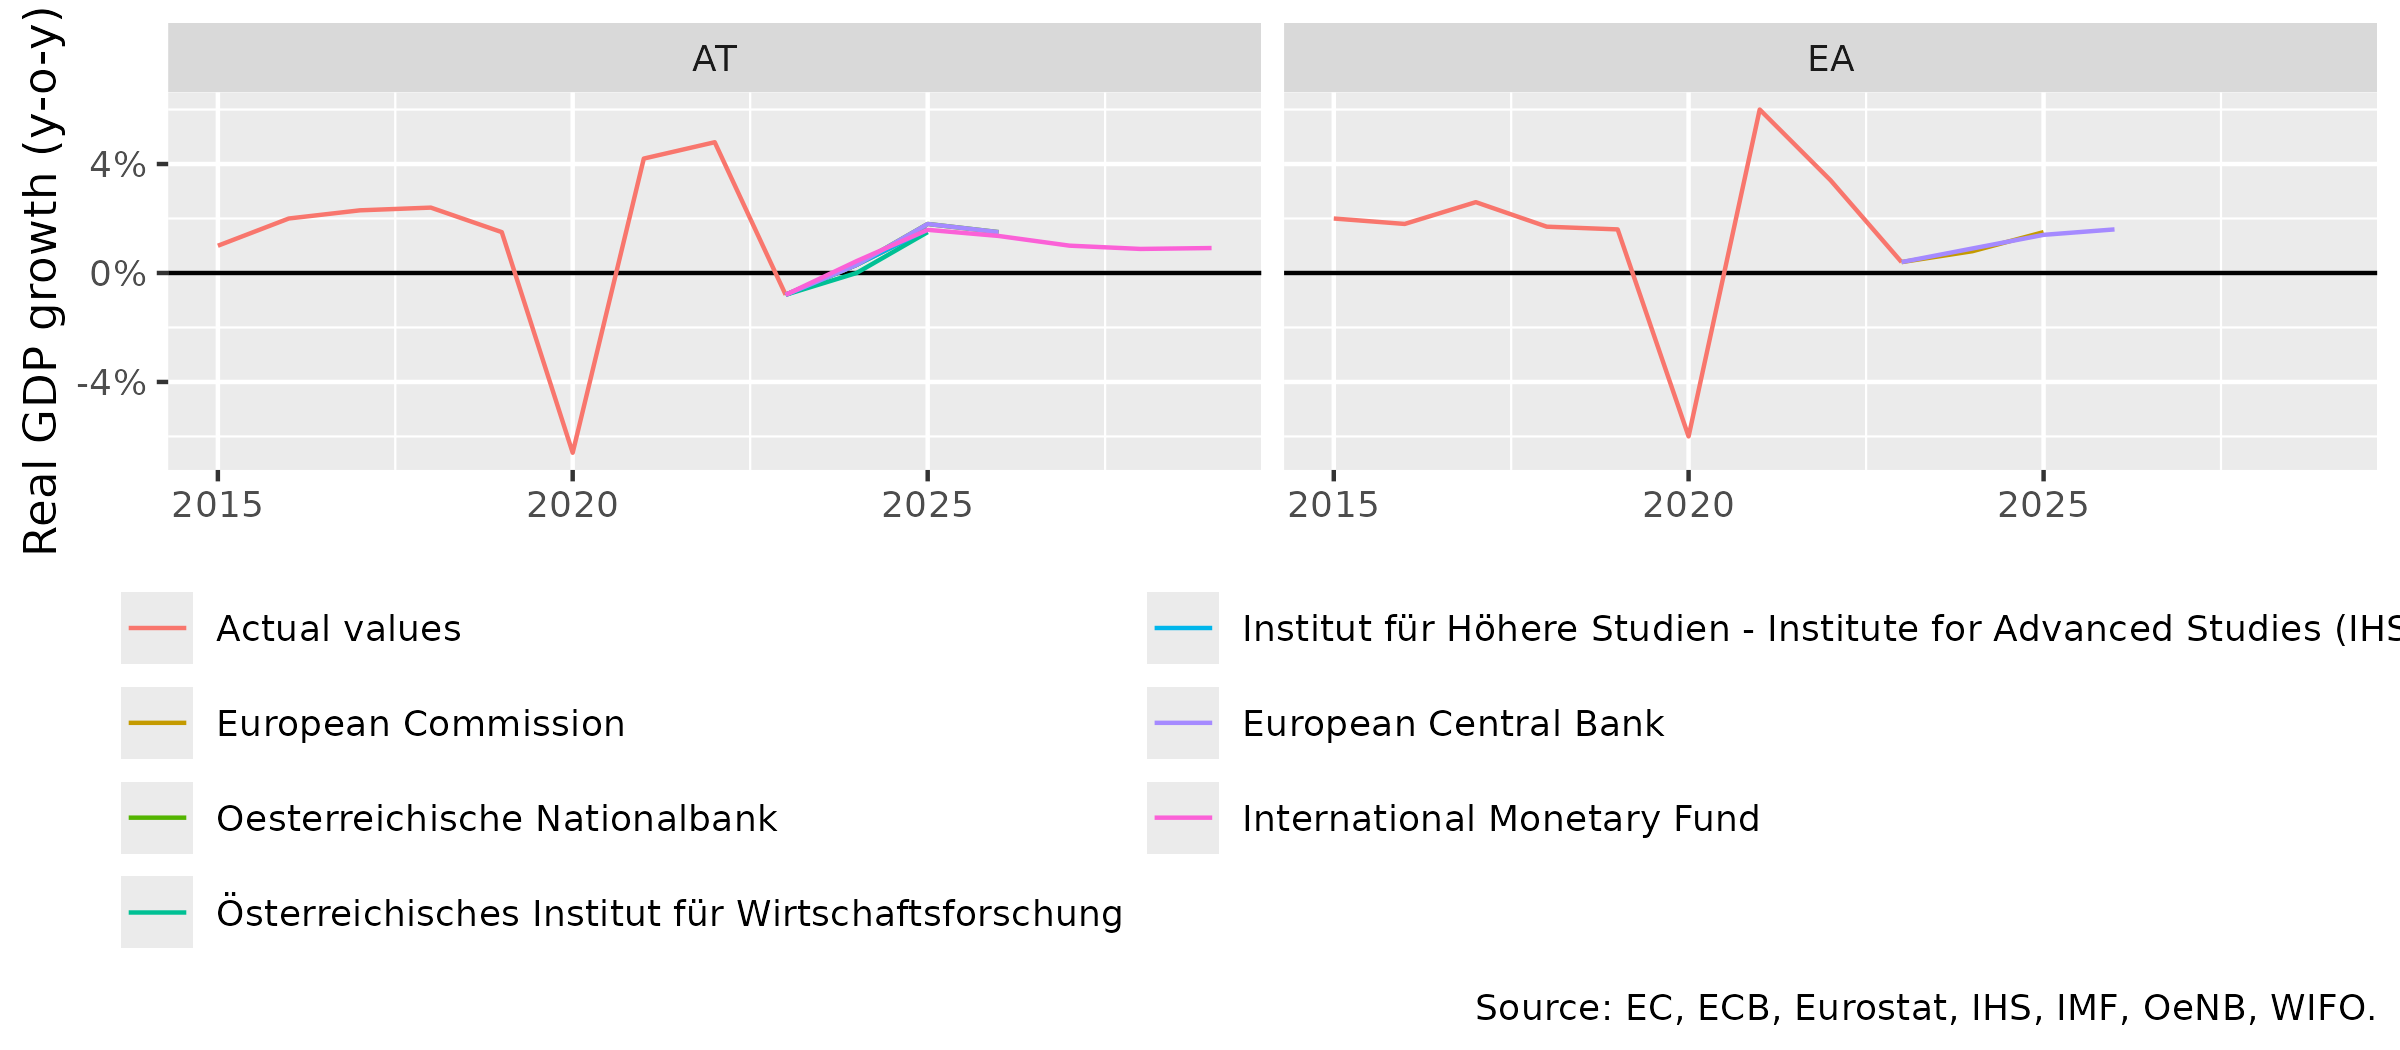 Real GDP growth (y-o-y)
AT
EA
4%
0%
-4%
2015 2020 2025
2015 2020 2025
Actual values
European Commission
Oesterreichische Nationalbank
Österreichisches Institut für Wirtschaftsforschung
Institut für Höhere Studien - Institute for Advanced Studies (IHS
European Central Bank
International Monetary Fund
Source: EC, ECB, Eurostat, IHS, IMF, OeNB, WIFO.